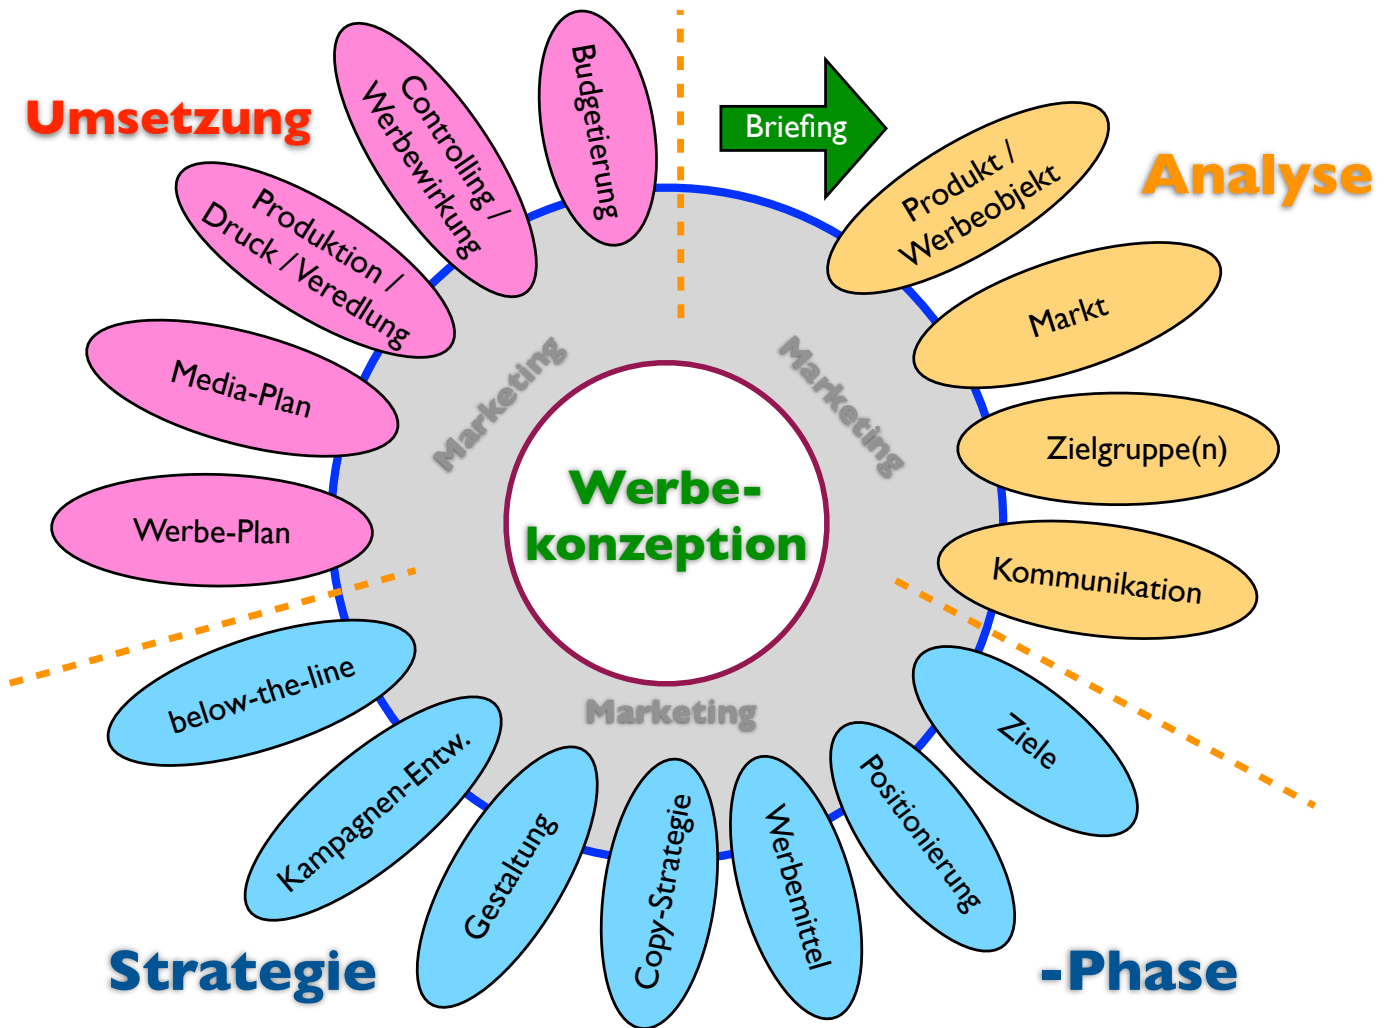 Umsetzung
Budgetierung
Controlling /
Werbewirkung
Produktion /
Druck / Veredlung
Media-Plan
Werbe-Plan
Briefing
Analyse
Produkt /
Werbeobjekt
Markt
Zielgruppe(n)
Kommunikation
Marketing
Marketing
Werbe-
konzeption
Marketing
Ziele
Positionierung
Werbemittel
Copy-Strategie
Gestaltung
Kampagnen-Entw.
below-the-line
Strategie
-Phase